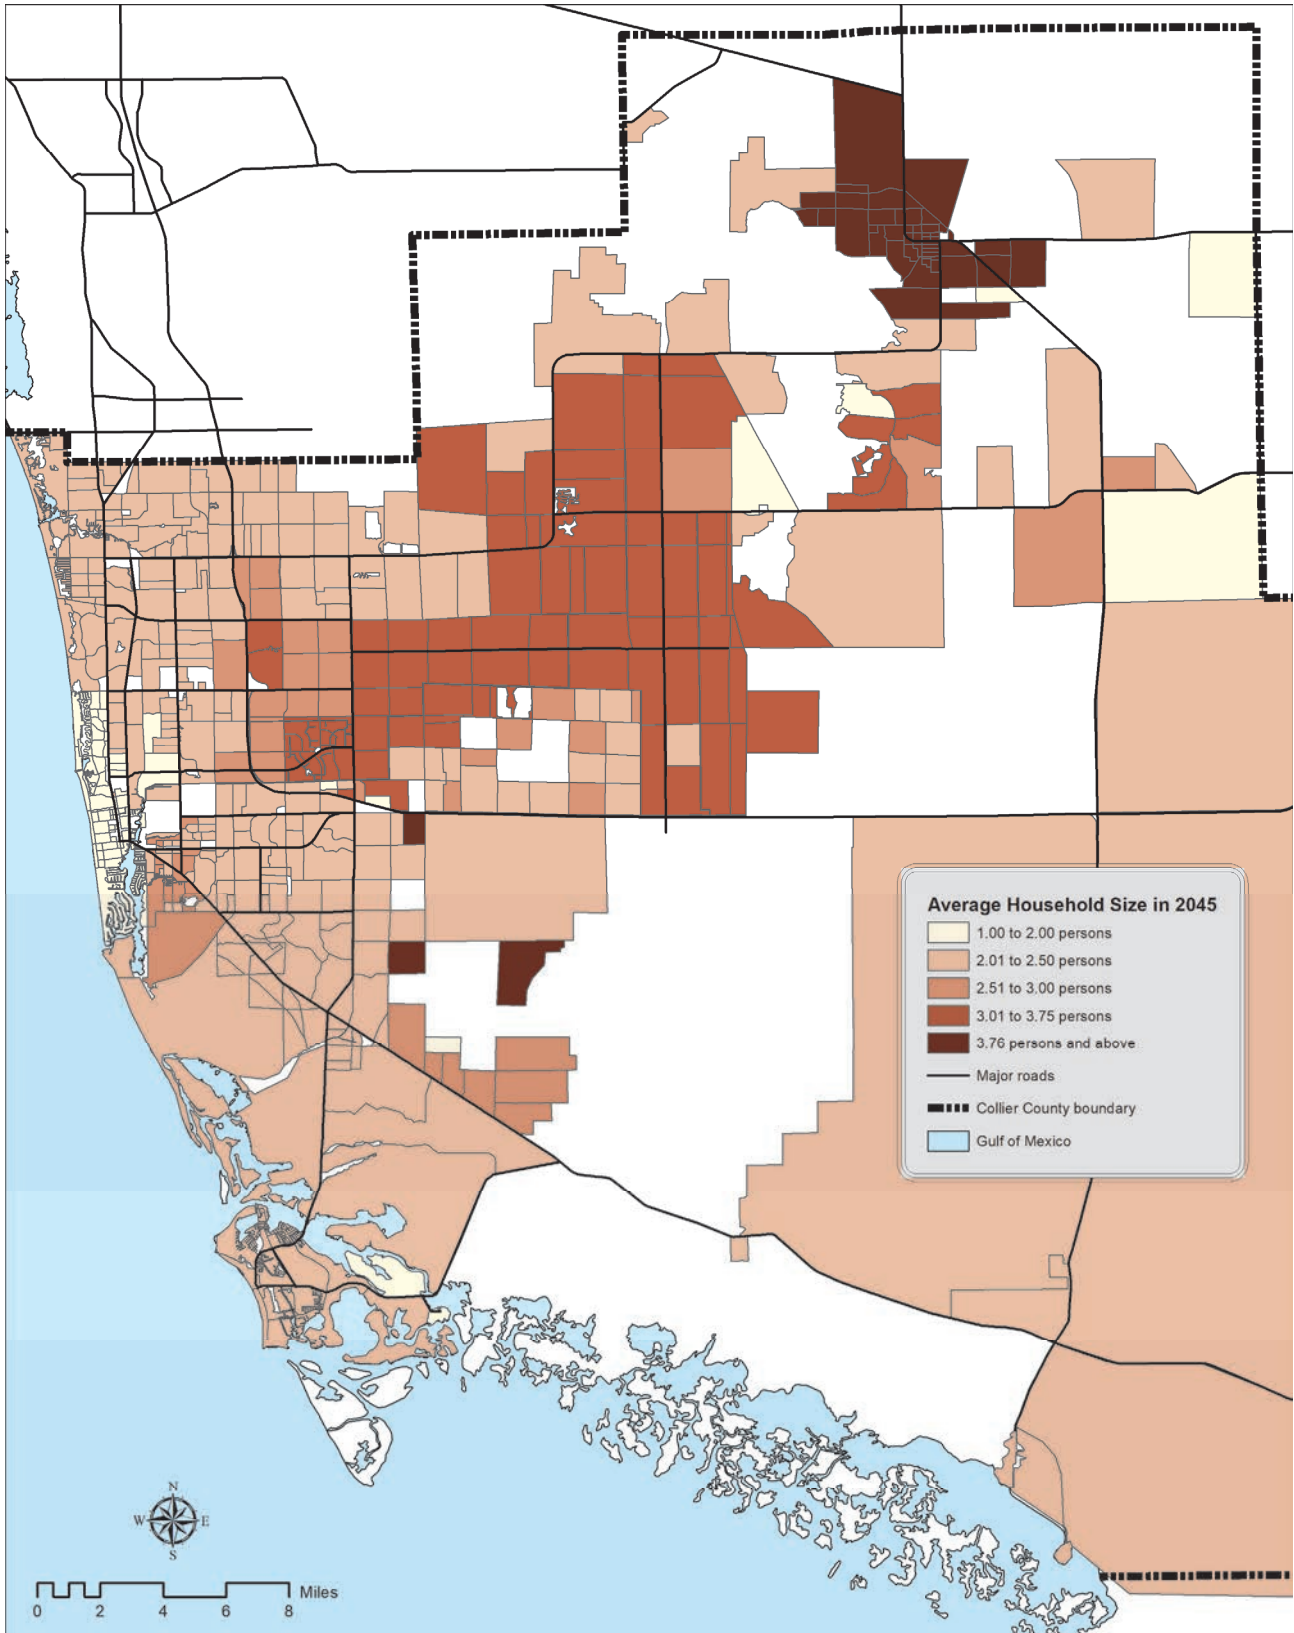 Average Household Size in 2045
1.00 to 2.00 persons
2.01 to 2.50 persons
2.51 to 3.00 persons
3.01 to 3.75 persons
3.76 persons and above
Major roads
Collier County boundary
Gulf of Mexico
N
W E
S
Miles
0 2 4 6 8